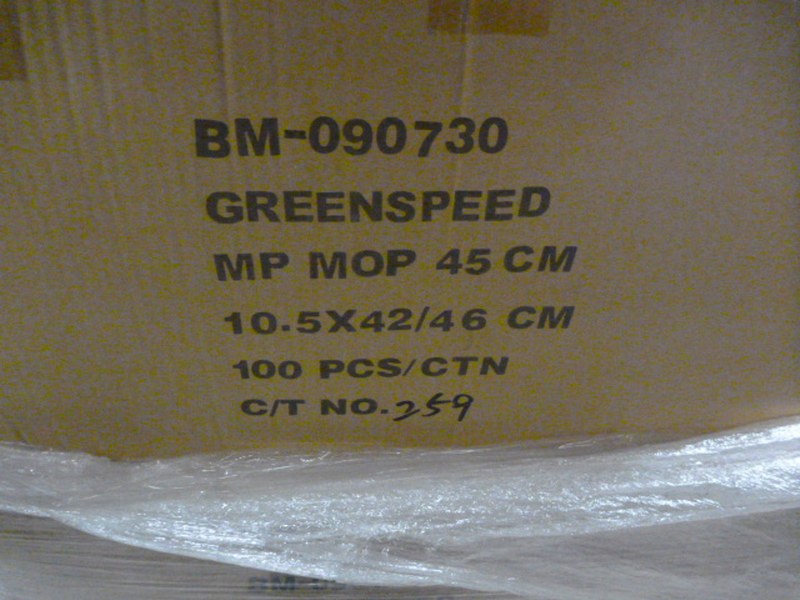 BM-090730
GREENSPEED
MP MOP 45 CM
10.5X42/46 CM
100 PCS/CTN
C/T NO.259